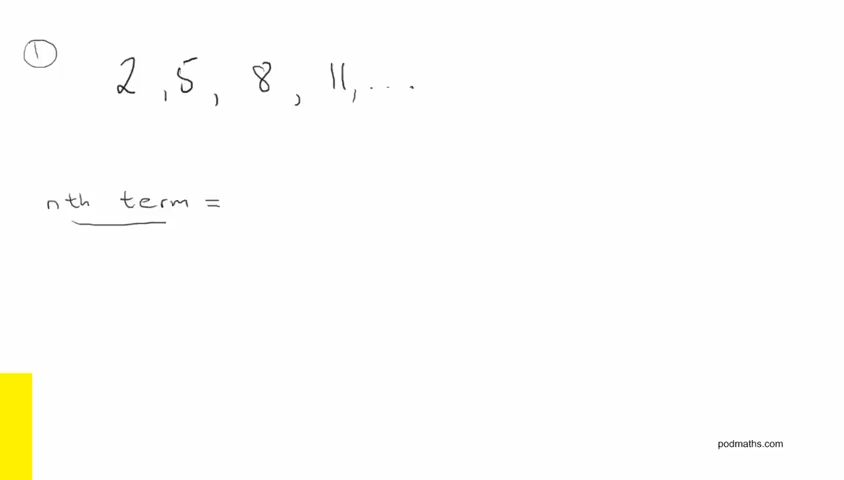 ① 2, 5, 8, 11, ...
nth term =
podmaths.com